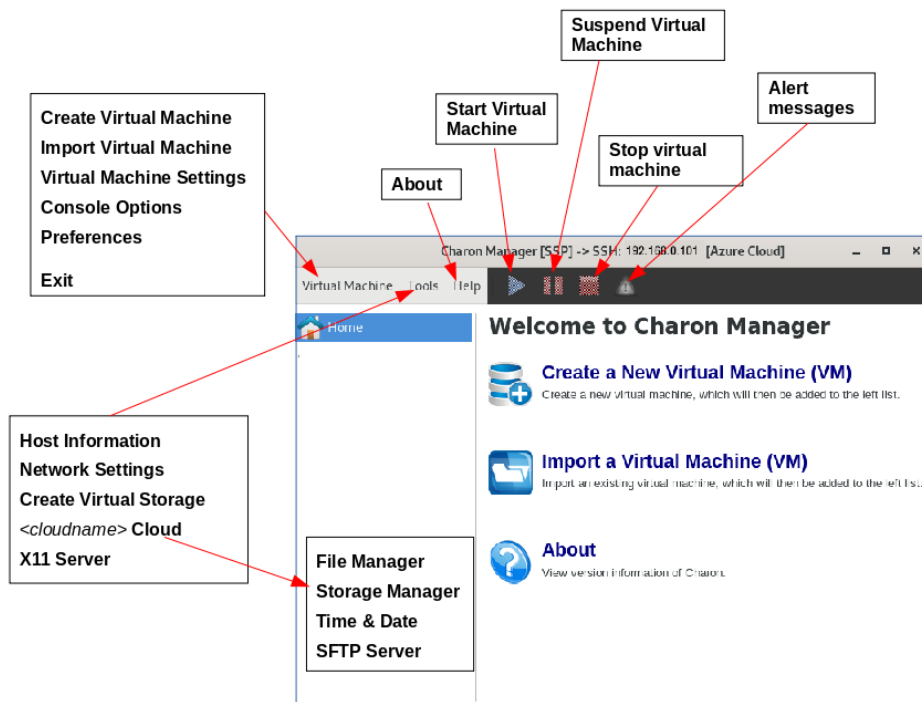 Suspend Virtual
Machine
Alert
messages
Start Virtual
Machine
Create Virtual Machine
Import Virtual Machine
Virtual Machine Settings
Console Options
Preferences
Exit
Stop virtual
machine
About
Charon Manager [SSP] -> SSH: 192.168.0.101 [Azure Cloud]
Virtual Machine Tools Help
Home
Welcome to Charon Manager
Create a New Virtual Machine (VM)
Create a new virtual machine, which will then be added to the left list.
Import a Virtual Machine (VM)
Import an existing virtual machine, which will then be added to the left list.
About
View version information of Charon.
Host Information
Network Settings
Create Virtual Storage
<cloudname> Cloud
X11 Server
File Manager
Storage Manager
Time & Date
SFTP Server